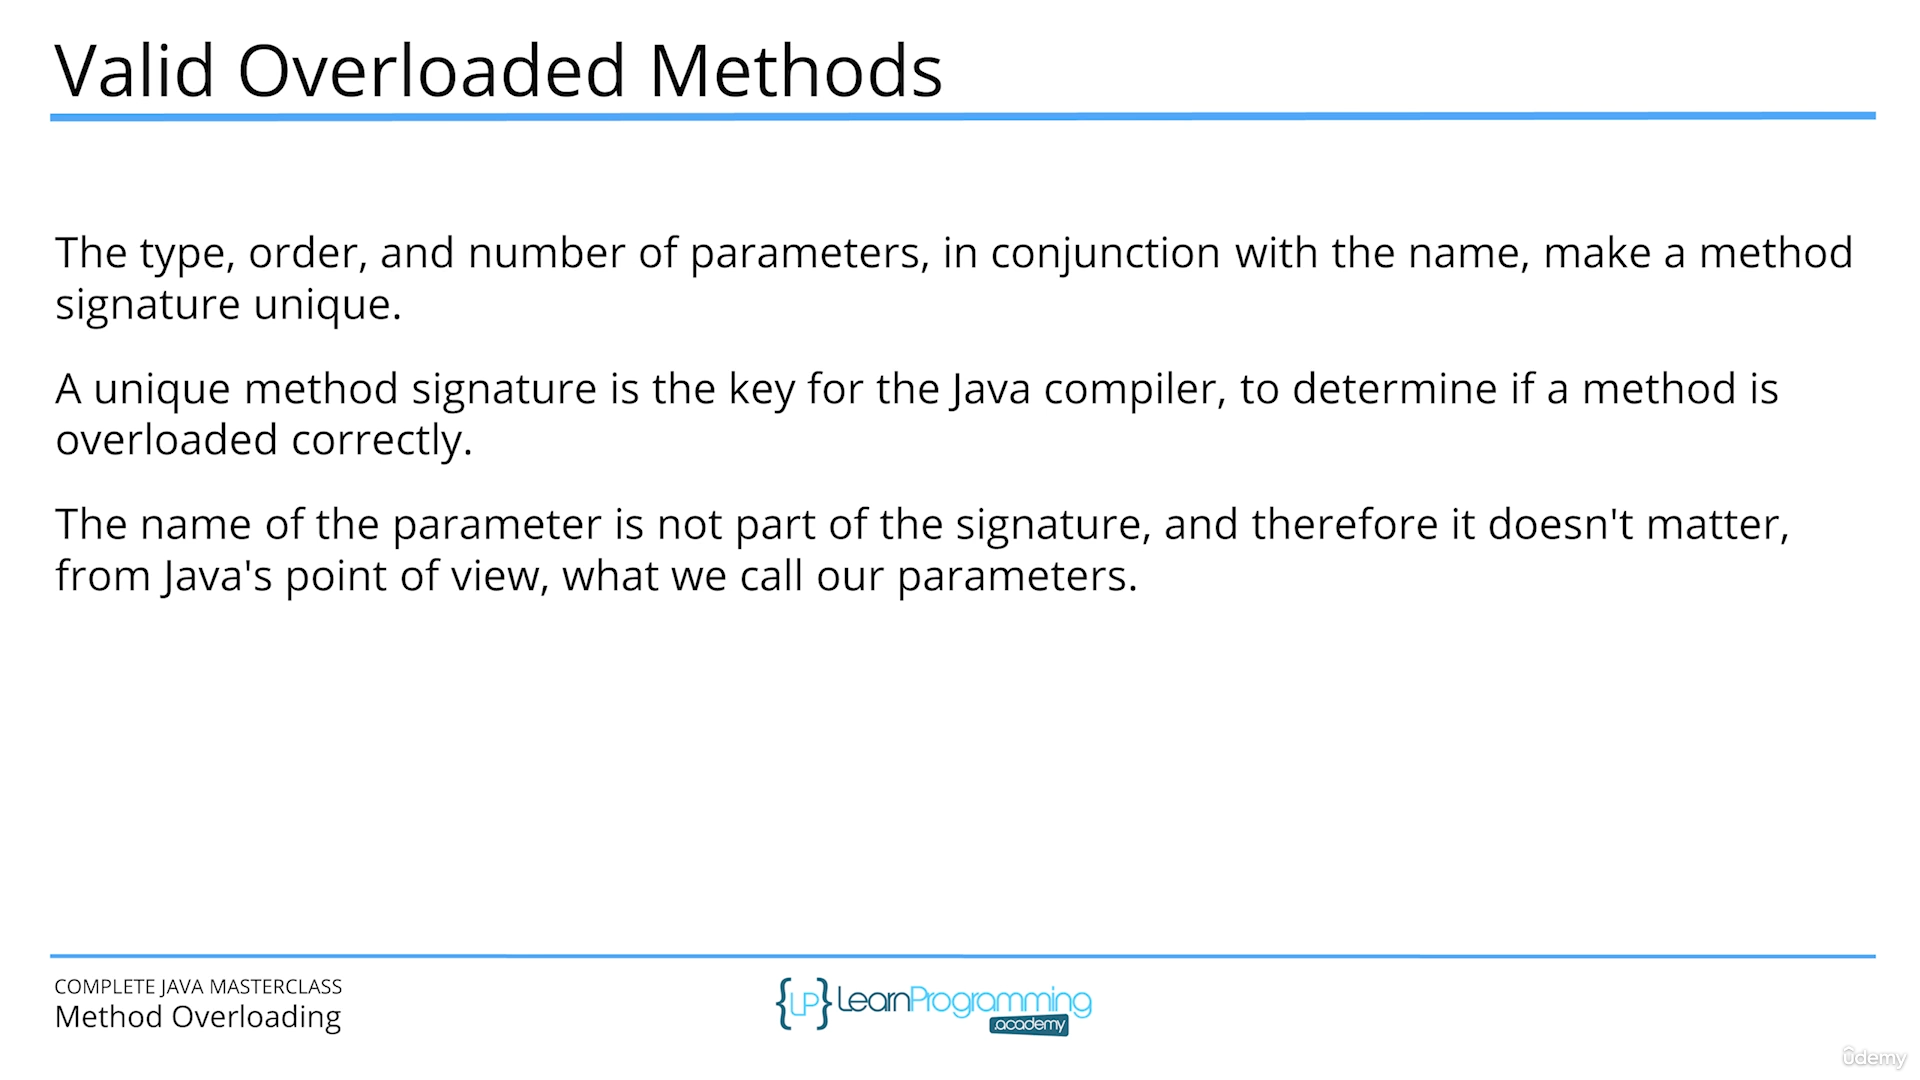 Valid Overloaded Methods
The type, order, and number of parameters, in conjunction with the name, make a method
signature unique.
A unique method signature is the key for the Java compiler, to determine if a method is
overloaded correctly.
The name of the parameter is not part of the signature, and therefore it doesn't matter,
from Java's point of view, what we call our parameters.
COMPLETE JAVA MASTERCLASS
Method Overloading
{LP} LearnProgramming
.academy
ûdemy